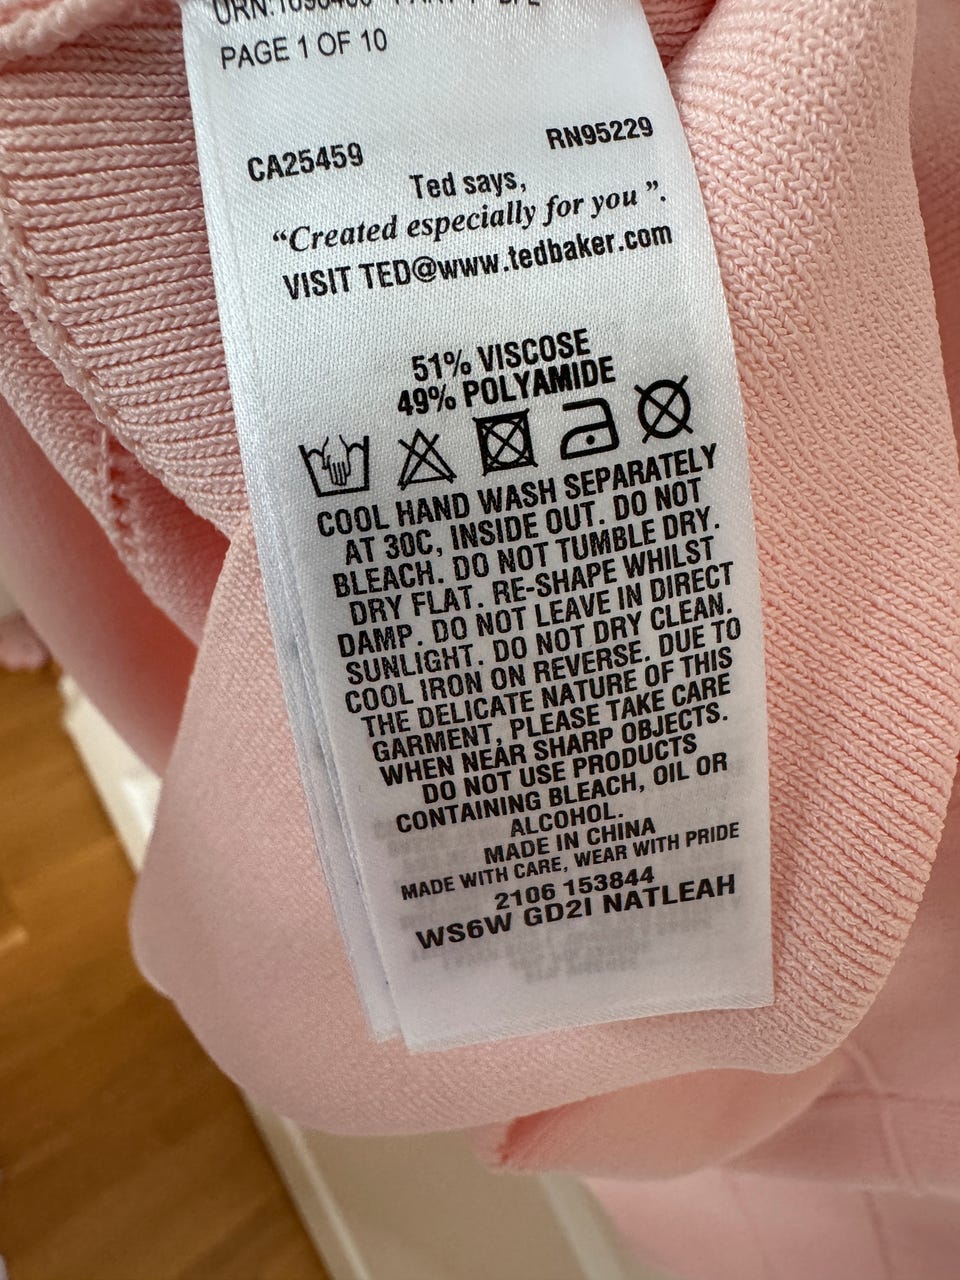 PAGE 1 OF 10
CA25459 RN95229
Ted says,
“Created especially for you ”.
VISIT TED@www.tedbaker.com
51% VISCOSE
49% POLYAMIDE
COOL HAND WASH SEPARATELY
AT 30C, INSIDE OUT. DO NOT
BLEACH. DO NOT TUMBLE DRY.
DRY FLAT. RE-SHAPE WHILST
DAMP. DO NOT LEAVE IN DIRECT
SUNLIGHT. DO NOT DRY CLEAN.
COOL IRON ON REVERSE. DUE TO
THE DELICATE NATURE OF THIS
GARMENT, PLEASE TAKE CARE
WHEN NEAR SHARP OBJECTS.
DO NOT USE PRODUCTS
CONTAINING BLEACH, OIL OR
ALCOHOL.
MADE IN CHINA
MADE WITH CARE, WEAR WITH PRIDE
2106 153844
WS6W GD2I NATLEAH